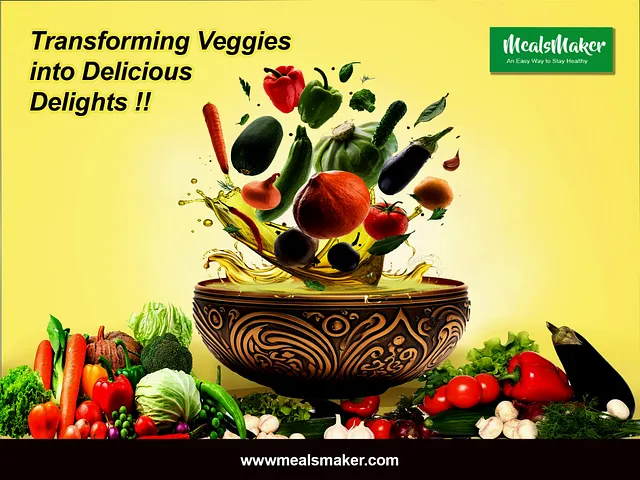 Transforming Veggies
into Delicious
Delights !!
MealsMaker
An Easy Way to Stay Healthy
wwwmealsmaker.com